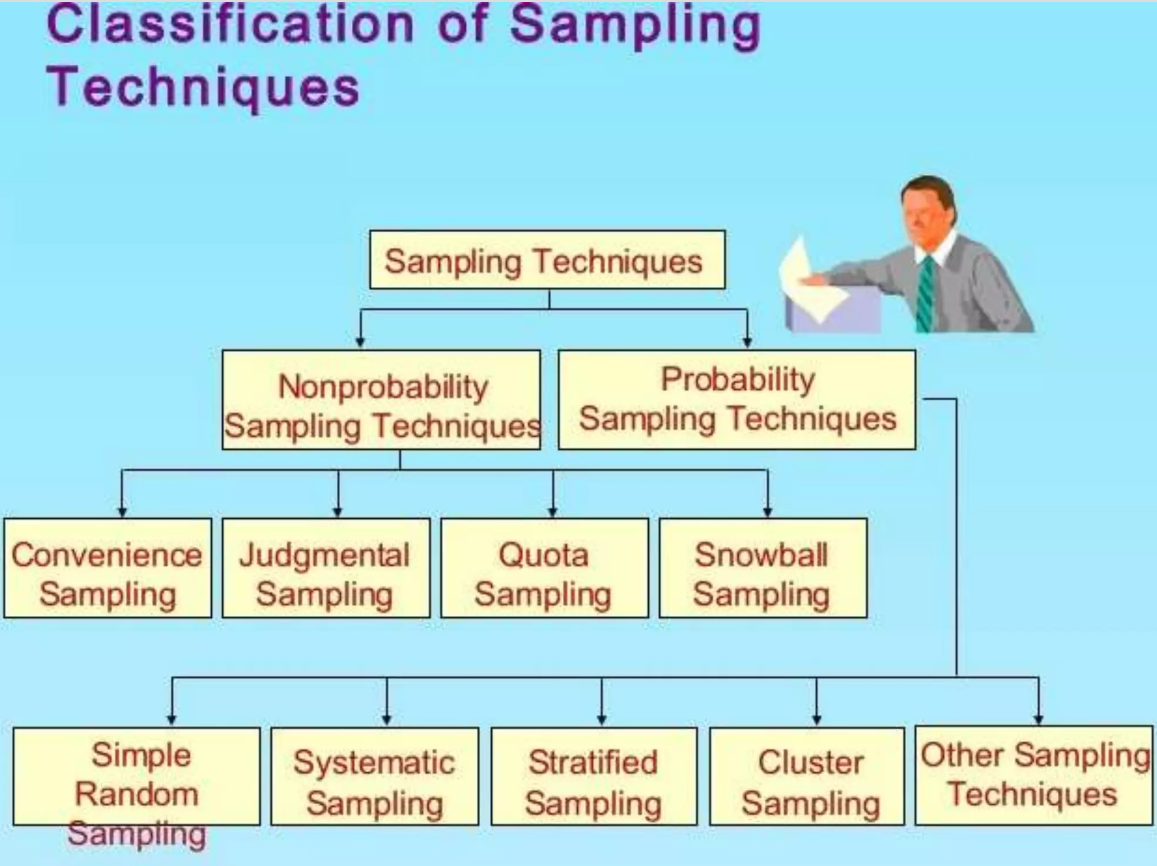 Classification of Sampling
Techniques
Sampling Techniques
Nonprobability
Sampling Techniques
Probability
Sampling Techniques
Convenience
Sampling
Judgmental
Sampling
Quota
Sampling
Snowball
Sampling
Simple
Random
Sampling
Systematic
Sampling
Stratified
Sampling
Cluster
Sampling
Other Sampling
Techniques